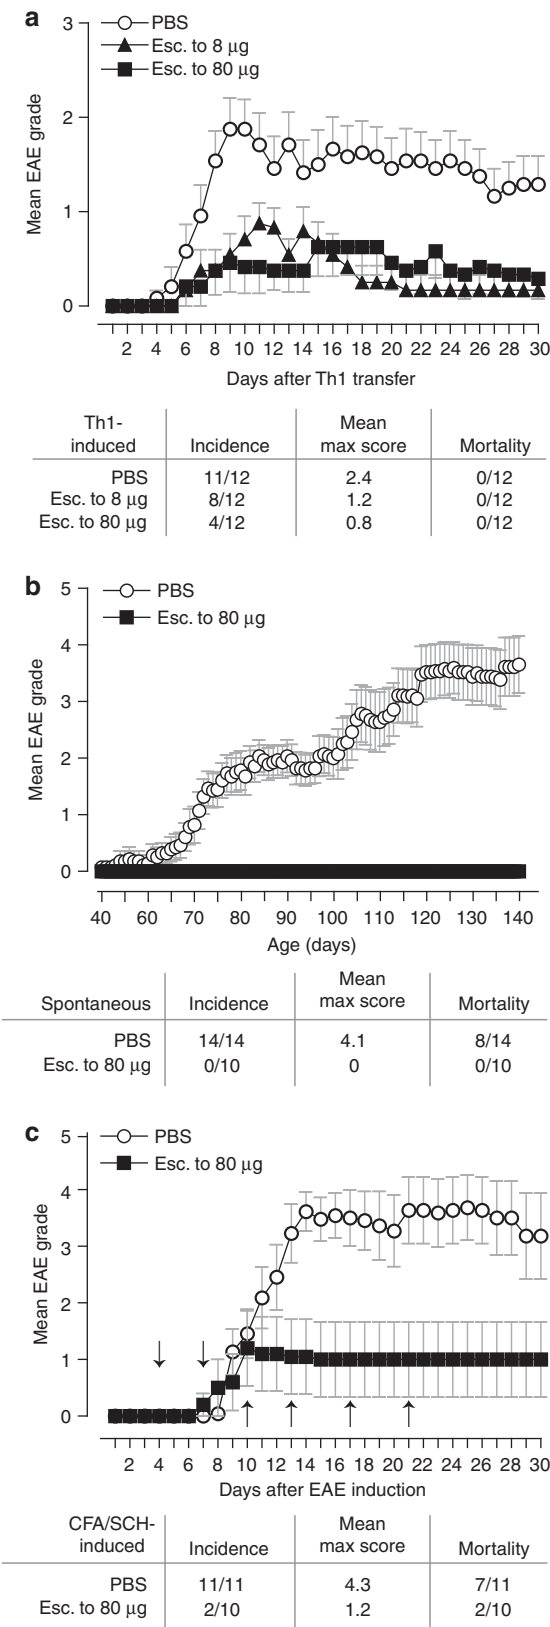 a
PBS
Esc. to 8 μg
Esc. to 80 μg
Mean EAE grade
3
2
1
0
2 4 6 8 10 12 14 16 18 20 22 24 26 28 30
Days after Th1 transfer
Th1-induced Incidence Mean max score Mortality
PBS 11/12 2.4 0/12
Esc. to 8 μg 8/12 1.2 0/12
Esc. to 80 μg 4/12 0.8 0/12
b
PBS
Esc. to 80 μg
Mean EAE grade
5
4
3
2
1
0
40 50 60 70 80 90 100 110 120 130 140
Age (days)
Spontaneous Incidence Mean max score Mortality
PBS 14/14 4.1 8/14
Esc. to 80 μg 0/10 0 0/10
c
PBS
Esc. to 80 μg
Mean EAE grade
5
4
3
2
1
0
2 4 6 8 10 12 14 16 18 20 22 24 26 28 30
Days after EAE induction
CFA/SCH-induced Incidence Mean max score Mortality
PBS 11/11 4.3 7/11
Esc. to 80 μg 2/10 1.2 2/10